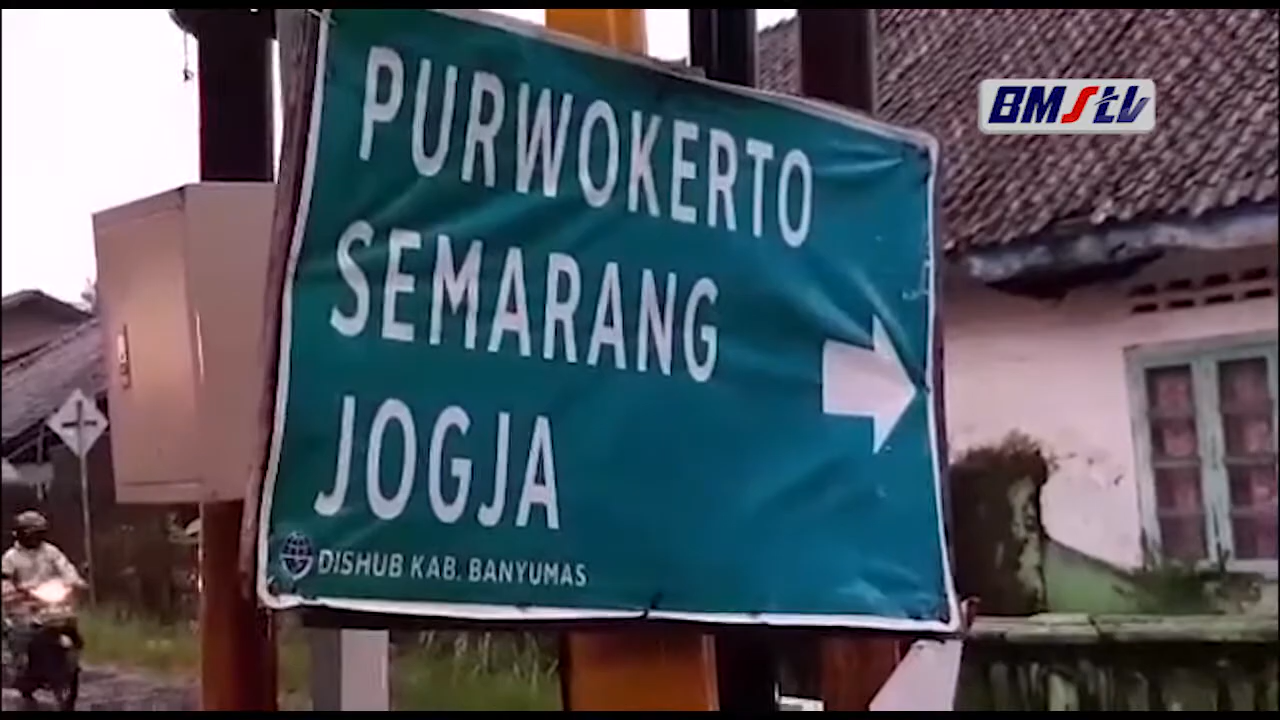 BMStv
PURWOKERTO
SEMARANG
JOGJA
DISHUB KAB. BANYUMAS